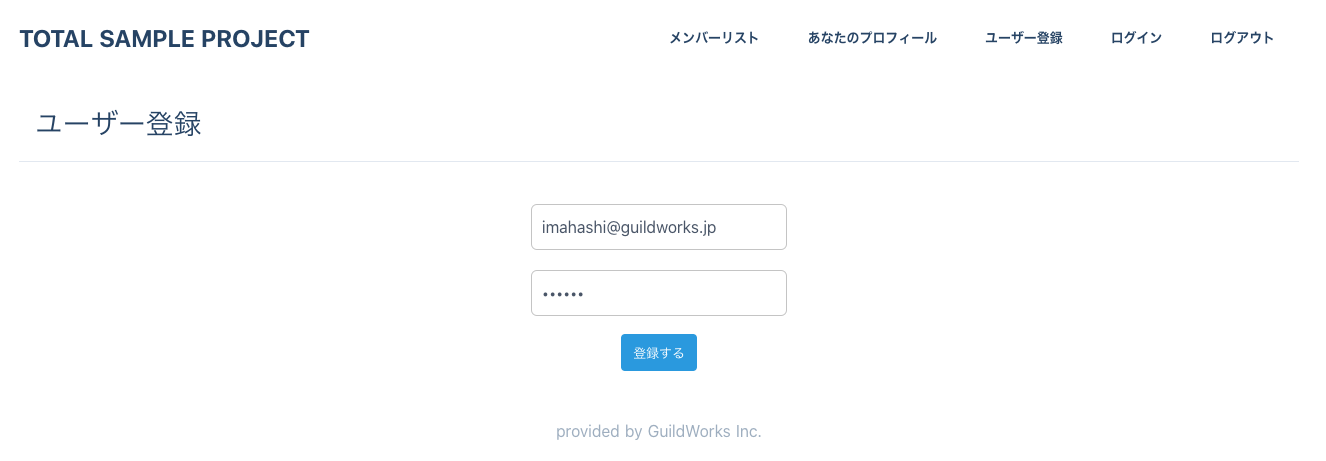 TOTAL SAMPLE PROJECT
メンバーリスト あなたのプロフィール ユーザー登録 ログイン ログアウト
ユーザー登録
imahashi@guildworks.jp
••••••
登録する
provided by GuildWorks Inc.